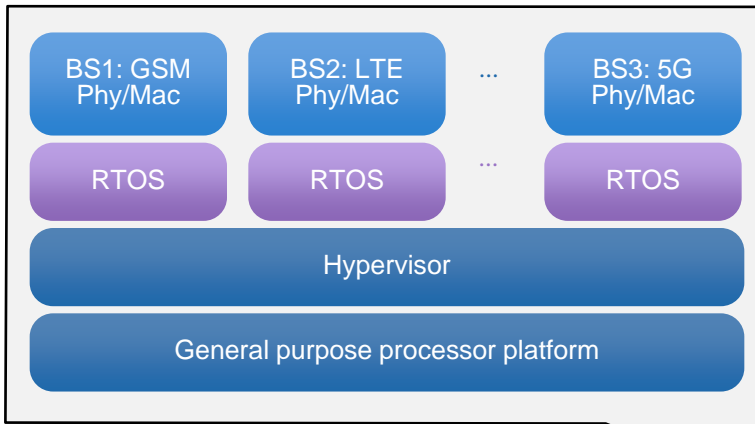 BS1: GSM
Phy/Mac
BS2: LTE
Phy/Mac
...
BS3: 5G
Phy/Mac
RTOS
RTOS
...
RTOS
Hypervisor
General purpose processor platform